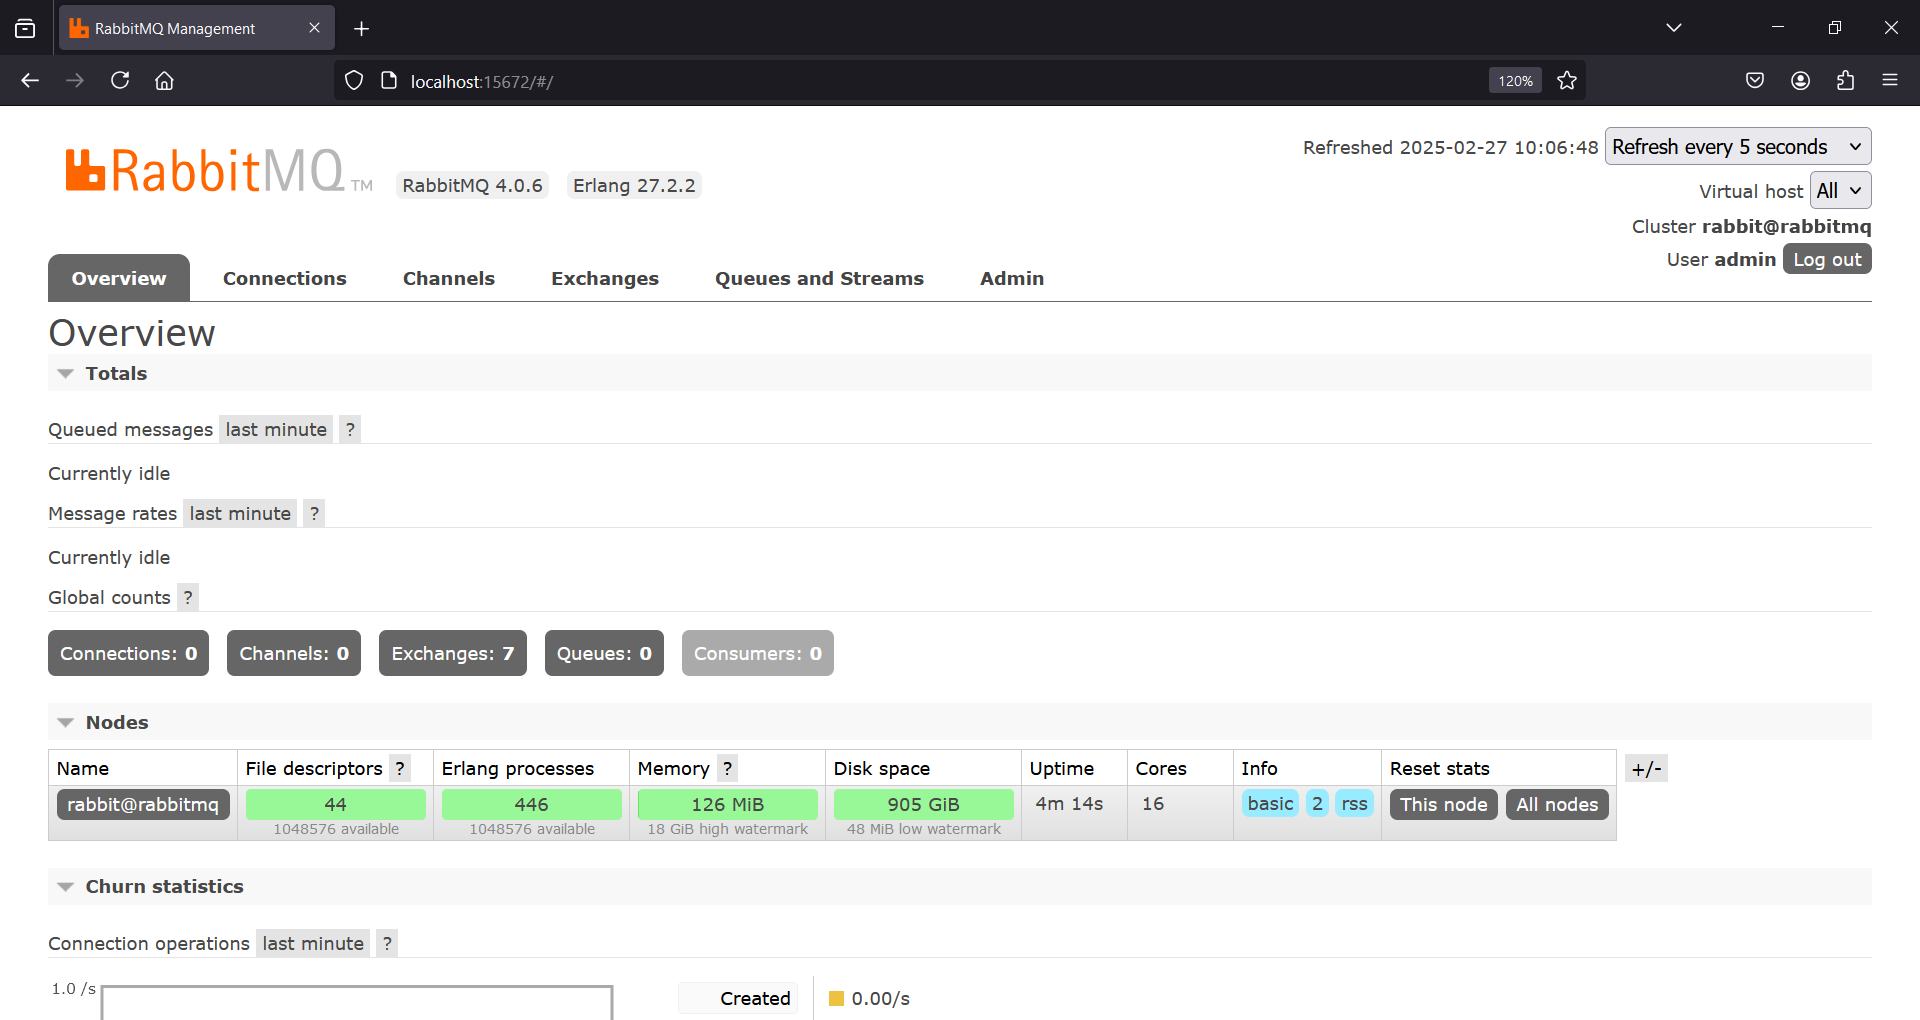 RabbitMQ Management
localhost:15672/#/
120%
RabbitMQ TM
RabbitMQ 4.0.6 Erlang 27.2.2
Refreshed 2025-02-27 10:06:48 Refresh every 5 seconds
Virtual host All
Cluster rabbit@rabbitmq
User admin Log out
Overview Connections Channels Exchanges Queues and Streams Admin
Overview
Totals
Queued messages last minute ?
Currently idle
Message rates last minute ?
Currently idle
Global counts ?
Connections: 0 Channels: 0 Exchanges: 7 Queues: 0 Consumers: 0
Nodes
Name File descriptors ? Erlang processes Memory ? Disk space Uptime Cores Info Reset stats +/-
rabbit@rabbitmq 44 446 126 MiB 905 GiB 4m 14s 16 basic 2 rss This node All nodes
1048576 available 1048576 available 18 GiB high watermark 48 MiB low watermark
Churn statistics
Connection operations last minute ?
1.0 /s Created 0.00/s